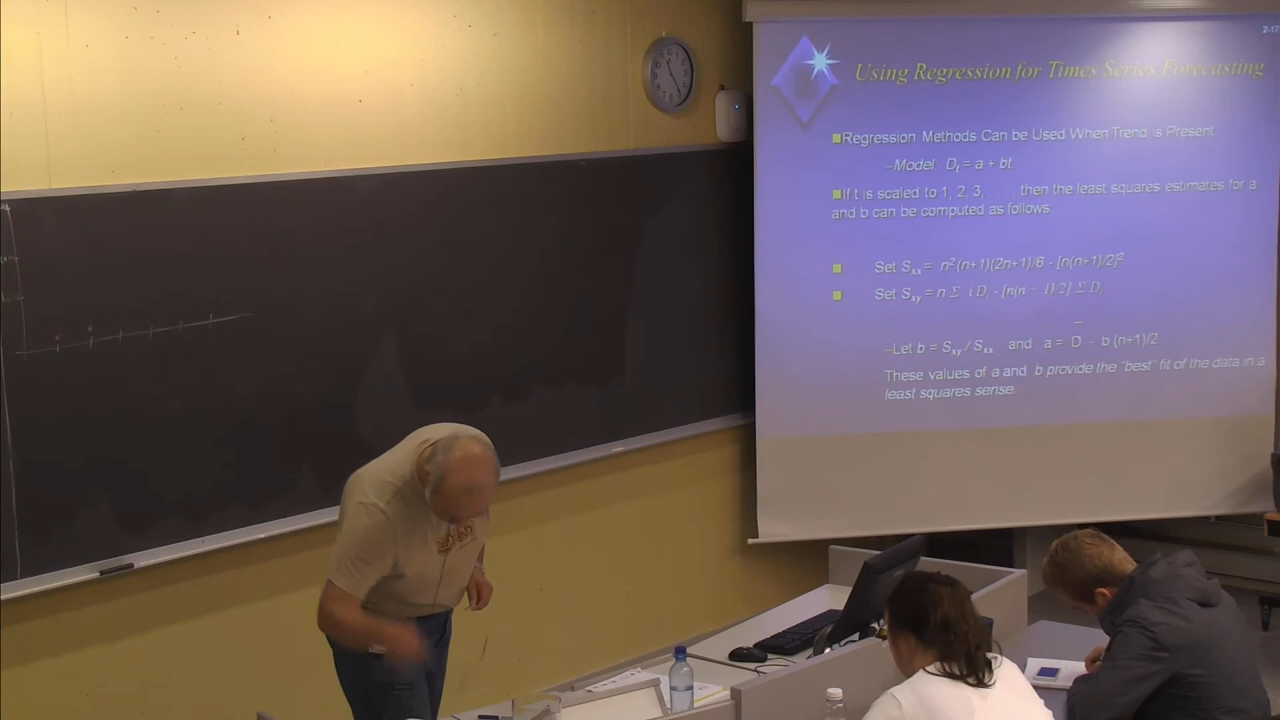 2-17
Using Regression for Times Series Forecasting
Regression Methods Can be Used When Trend is Present
–Model: Dₜ = a + bt
If t is scaled to 1, 2, 3, . . . , then the least squares estimates for a
and b can be computed as follows
Set Sxx = n²(n+1)(2n+1)/6 - [n(n+1)/2]²
Set Sxy = n Σ i Dᵢ - [n(n + 1)/2] Σ Dᵢ
–Let b = Sxy / Sxx and a = D̅ - b (n+1)/2
These values of a and b provide the "best" fit of the data in a
least squares sense